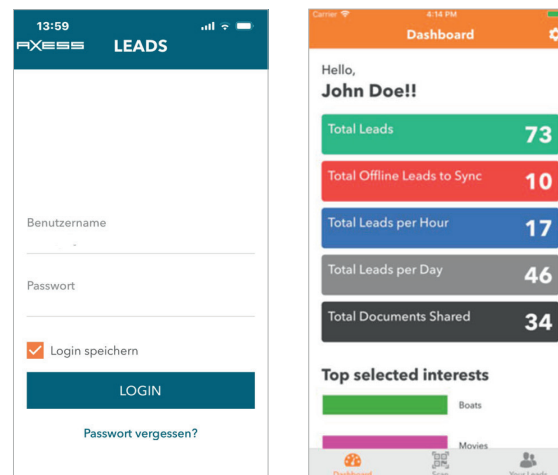 13:59
AXESS LEADS
Benutzername
Passwort
Login speichern
LOGIN
Passwort vergessen?
Carrier 4:14 PM
Dashboard
Hello,
John Doe!!
Total Leads 73
Total Offline Leads to Sync 10
Total Leads per Hour 17
Total Leads per Day 46
Total Documents Shared 34
Top selected interests
Boats
Movies
Dashboard Scan Your Leads